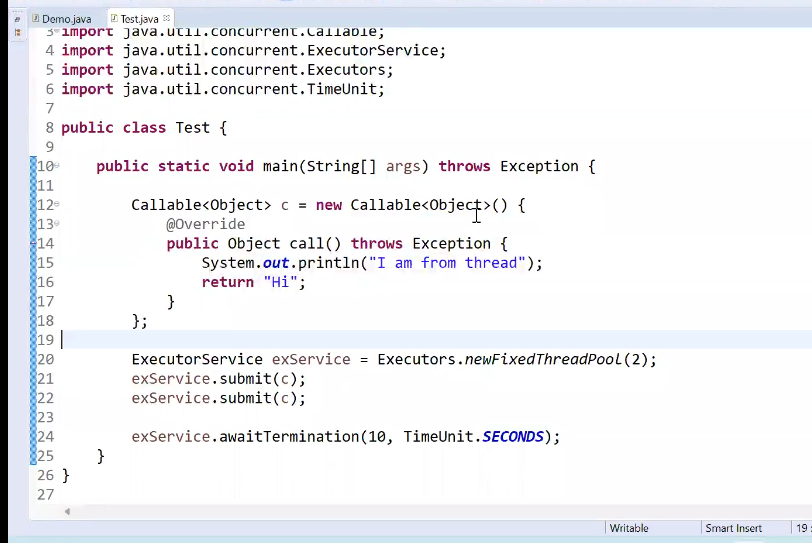 Demo.java Test.java
3 import java.util.concurrent.Callable;
4 import java.util.concurrent.ExecutorService;
5 import java.util.concurrent.Executors;
6 import java.util.concurrent.TimeUnit;
7
8 public class Test {
9
10 public static void main(String[] args) throws Exception {
11
12 Callable<Object> c = new Callable<Object>() {
13 @Override
14 public Object call() throws Exception {
15 System.out.println("I am from thread");
16 return "Hi";
17 }
18 };
19
20 ExecutorService exService = Executors.newFixedThreadPool(2);
21 exService.submit(c);
22 exService.submit(c);
23
24 exService.awaitTermination(10, TimeUnit.SECONDS);
25 }
26 }
27
Writable Smart Insert 19 :